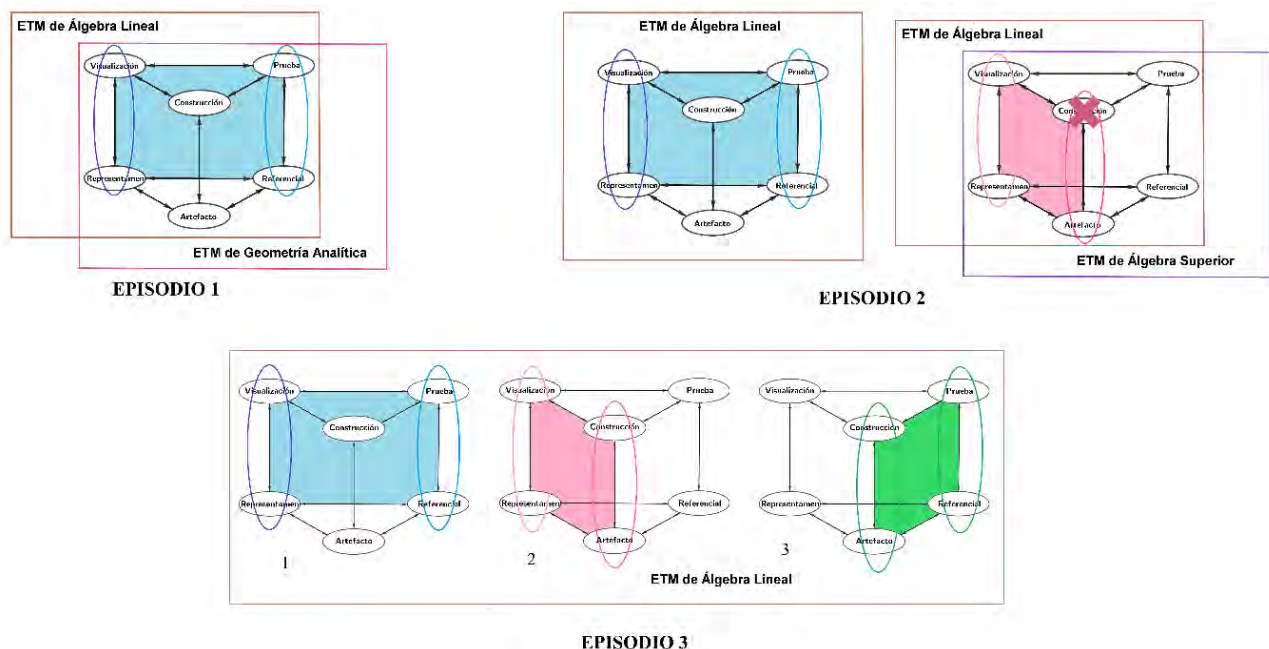 ETM de Álgebra Lineal
Visualización
Prueba
Construcción
Representamen
Referencial
Artefacto
ETM de Geometría Analítica
EPISODIO 1
ETM de Álgebra Lineal
Visualización
Prueba
Construcción
Representamen
Referencial
Artefacto
ETM de Álgebra Lineal
Visualización
Prueba
Construcción
Representamen
Referencial
Artefacto
ETM de Álgebra Superior
EPISODIO 2
Visualización
Prueba
Construcción
Representamen
Referencial
Artefacto
1
Visualización
Prueba
Construcción
Representamen
Referencial
Artefacto
2
Visualización
Prueba
Construcción
Representamen
Referencial
Artefacto
3
ETM de Álgebra Lineal
EPISODIO 3